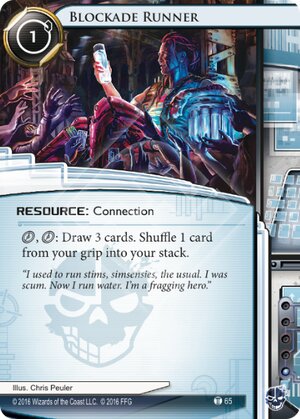 Blockade Runner
1
RESOURCE: Connection
, : Draw 3 cards. Shuffle 1 card
from your grip into your stack.
“I used to run stims, simsensies, the usual. I was
scum. Now I run water. I’m a fragging hero.”
Illus. Chris Peuler
© 2016 Wizards of the Coast LLC. © 2016 FFG
65